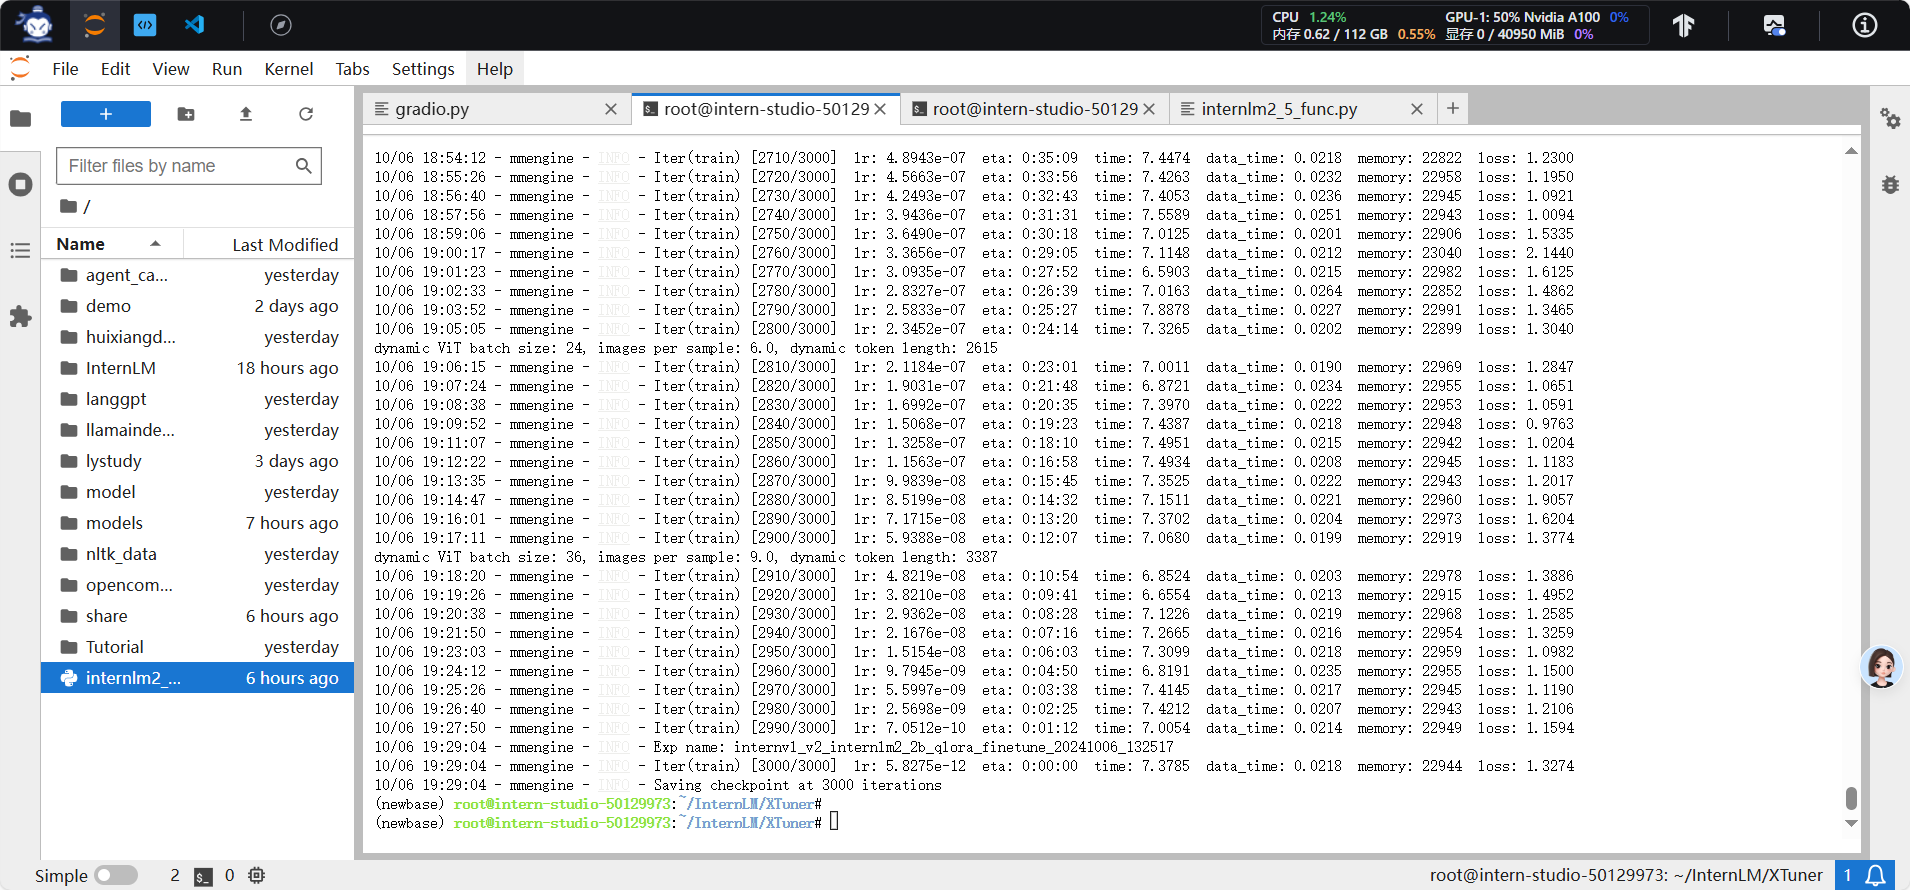 CPU 1.24% GPU-1: 50% Nvidia A100 0%
内存 0.62 / 112 GB 0.55% 显存 0 / 40950 MiB 0%
File Edit View Run Kernel Tabs Settings Help
gradio.py
root@intern-studio-50129
root@intern-studio-50129
internlm2_5_func.py
Filter files by name
/
Name Last Modified
agent_ca... yesterday
demo 2 days ago
huixiangd... yesterday
InternLM 18 hours ago
langgpt yesterday
llamainde... yesterday
lystudy 3 days ago
model yesterday
models 7 hours ago
nltk_data yesterday
opencom... yesterday
share 6 hours ago
Tutorial yesterday
internlm2_... 6 hours ago
10/06 18:54:12 - mmengine - INFO - Iter(train) [2710/3000] lr: 4.8943e-07 eta: 0:35:09 time: 7.4474 data_time: 0.0218 memory: 22822 loss: 1.2300
10/06 18:55:26 - mmengine - INFO - Iter(train) [2720/3000] lr: 4.5663e-07 eta: 0:33:56 time: 7.4263 data_time: 0.0232 memory: 22958 loss: 1.1950
10/06 18:56:40 - mmengine - INFO - Iter(train) [2730/3000] lr: 4.2493e-07 eta: 0:32:43 time: 7.4053 data_time: 0.0236 memory: 22945 loss: 1.0921
10/06 18:57:56 - mmengine - INFO - Iter(train) [2740/3000] lr: 3.9436e-07 eta: 0:31:31 time: 7.5589 data_time: 0.0251 memory: 22943 loss: 1.0094
10/06 18:59:06 - mmengine - INFO - Iter(train) [2750/3000] lr: 3.6490e-07 eta: 0:30:18 time: 7.0125 data_time: 0.0201 memory: 22906 loss: 1.5335
10/06 19:00:17 - mmengine - INFO - Iter(train) [2760/3000] lr: 3.3656e-07 eta: 0:29:05 time: 7.1148 data_time: 0.0212 memory: 23040 loss: 2.1440
10/06 19:01:23 - mmengine - INFO - Iter(train) [2770/3000] lr: 3.0935e-07 eta: 0:27:52 time: 6.5903 data_time: 0.0215 memory: 22982 loss: 1.6125
10/06 19:02:33 - mmengine - INFO - Iter(train) [2780/3000] lr: 2.8327e-07 eta: 0:26:39 time: 7.0163 data_time: 0.0264 memory: 22852 loss: 1.4862
10/06 19:03:52 - mmengine - INFO - Iter(train) [2790/3000] lr: 2.5833e-07 eta: 0:25:27 time: 7.8878 data_time: 0.0227 memory: 22991 loss: 1.3465
10/06 19:05:05 - mmengine - INFO - Iter(train) [2800/3000] lr: 2.3452e-07 eta: 0:24:14 time: 7.3265 data_time: 0.0202 memory: 22899 loss: 1.3040
dynamic ViT batch size: 24, images per sample: 6.0, dynamic token length: 2615
10/06 19:06:15 - mmengine - INFO - Iter(train) [2810/3000] lr: 2.1184e-07 eta: 0:23:01 time: 7.0011 data_time: 0.0190 memory: 22969 loss: 1.2847
10/06 19:07:24 - mmengine - INFO - Iter(train) [2820/3000] lr: 1.9031e-07 eta: 0:21:48 time: 6.8721 data_time: 0.0234 memory: 22955 loss: 1.0651
10/06 19:08:38 - mmengine - INFO - Iter(train) [2830/3000] lr: 1.6992e-07 eta: 0:20:35 time: 7.3970 data_time: 0.0222 memory: 22953 loss: 1.0591
10/06 19:09:52 - mmengine - INFO - Iter(train) [2840/3000] lr: 1.5068e-07 eta: 0:19:23 time: 7.4387 data_time: 0.0218 memory: 22948 loss: 0.9763
10/06 19:11:07 - mmengine - INFO - Iter(train) [2850/3000] lr: 1.3258e-07 eta: 0:18:10 time: 7.4951 data_time: 0.0215 memory: 22942 loss: 1.0204
10/06 19:12:22 - mmengine - INFO - Iter(train) [2860/3000] lr: 1.1563e-07 eta: 0:16:58 time: 7.4934 data_time: 0.0208 memory: 22945 loss: 1.1183
10/06 19:13:35 - mmengine - INFO - Iter(train) [2870/3000] lr: 9.9839e-08 eta: 0:15:45 time: 7.3525 data_time: 0.0222 memory: 22943 loss: 1.2017
10/06 19:14:47 - mmengine - INFO - Iter(train) [2880/3000] lr: 8.5199e-08 eta: 0:14:32 time: 7.1511 data_time: 0.0221 memory: 22960 loss: 1.9057
10/06 19:16:01 - mmengine - INFO - Iter(train) [2890/3000] lr: 7.1715e-08 eta: 0:13:20 time: 7.3702 data_time: 0.0204 memory: 22973 loss: 1.6204
10/06 19:17:11 - mmengine - INFO - Iter(train) [2900/3000] lr: 5.9388e-08 eta: 0:12:07 time: 7.0680 data_time: 0.0199 memory: 22919 loss: 1.3774
dynamic ViT batch size: 36, images per sample: 9.0, dynamic token length: 3387
10/06 19:18:20 - mmengine - INFO - Iter(train) [2910/3000] lr: 4.8219e-08 eta: 0:10:54 time: 6.8524 data_time: 0.0203 memory: 22978 loss: 1.3886
10/06 19:19:26 - mmengine - INFO - Iter(train) [2920/3000] lr: 3.8210e-08 eta: 0:09:41 time: 6.6554 data_time: 0.0213 memory: 22915 loss: 1.4952
10/06 19:20:38 - mmengine - INFO - Iter(train) [2930/3000] lr: 2.9362e-08 eta: 0:08:28 time: 7.1226 data_time: 0.0219 memory: 22968 loss: 1.2585
10/06 19:21:50 - mmengine - INFO - Iter(train) [2940/3000] lr: 2.1676e-08 eta: 0:07:16 time: 7.2665 data_time: 0.0216 memory: 22954 loss: 1.3259
10/06 19:23:03 - mmengine - INFO - Iter(train) [2950/3000] lr: 1.5154e-08 eta: 0:06:03 time: 7.3099 data_time: 0.0218 memory: 22959 loss: 1.0982
10/06 19:24:12 - mmengine - INFO - Iter(train) [2960/3000] lr: 9.7945e-09 eta: 0:04:50 time: 6.8191 data_time: 0.0235 memory: 22955 loss: 1.1500
10/06 19:25:26 - mmengine - INFO - Iter(train) [2970/3000] lr: 5.5997e-09 eta: 0:03:38 time: 7.4145 data_time: 0.0217 memory: 22945 loss: 1.1190
10/06 19:26:40 - mmengine - INFO - Iter(train) [2980/3000] lr: 2.5698e-09 eta: 0:02:25 time: 7.4212 data_time: 0.0207 memory: 22943 loss: 1.2106
10/06 19:27:50 - mmengine - INFO - Iter(train) [2990/3000] lr: 7.0512e-10 eta: 0:01:12 time: 7.0054 data_time: 0.0214 memory: 22949 loss: 1.1594
10/06 19:29:04 - mmengine - INFO - Exp name: internvl_v2_internlm2_2b_qlora_finetune_20241006_132517
10/06 19:29:04 - mmengine - INFO - Iter(train) [3000/3000] lr: 5.8275e-12 eta: 0:00:00 time: 7.3785 data_time: 0.0218 memory: 22944 loss: 1.3274
10/06 19:29:04 - mmengine - INFO - Saving checkpoint at 3000 iterations
(newbase) root@intern-studio-50129973:~/InternLM/XTuner#
(newbase) root@intern-studio-50129973:~/InternLM/XTuner#
Simple 2 0 root@intern-studio-50129973: ~/InternLM/XTuner 1